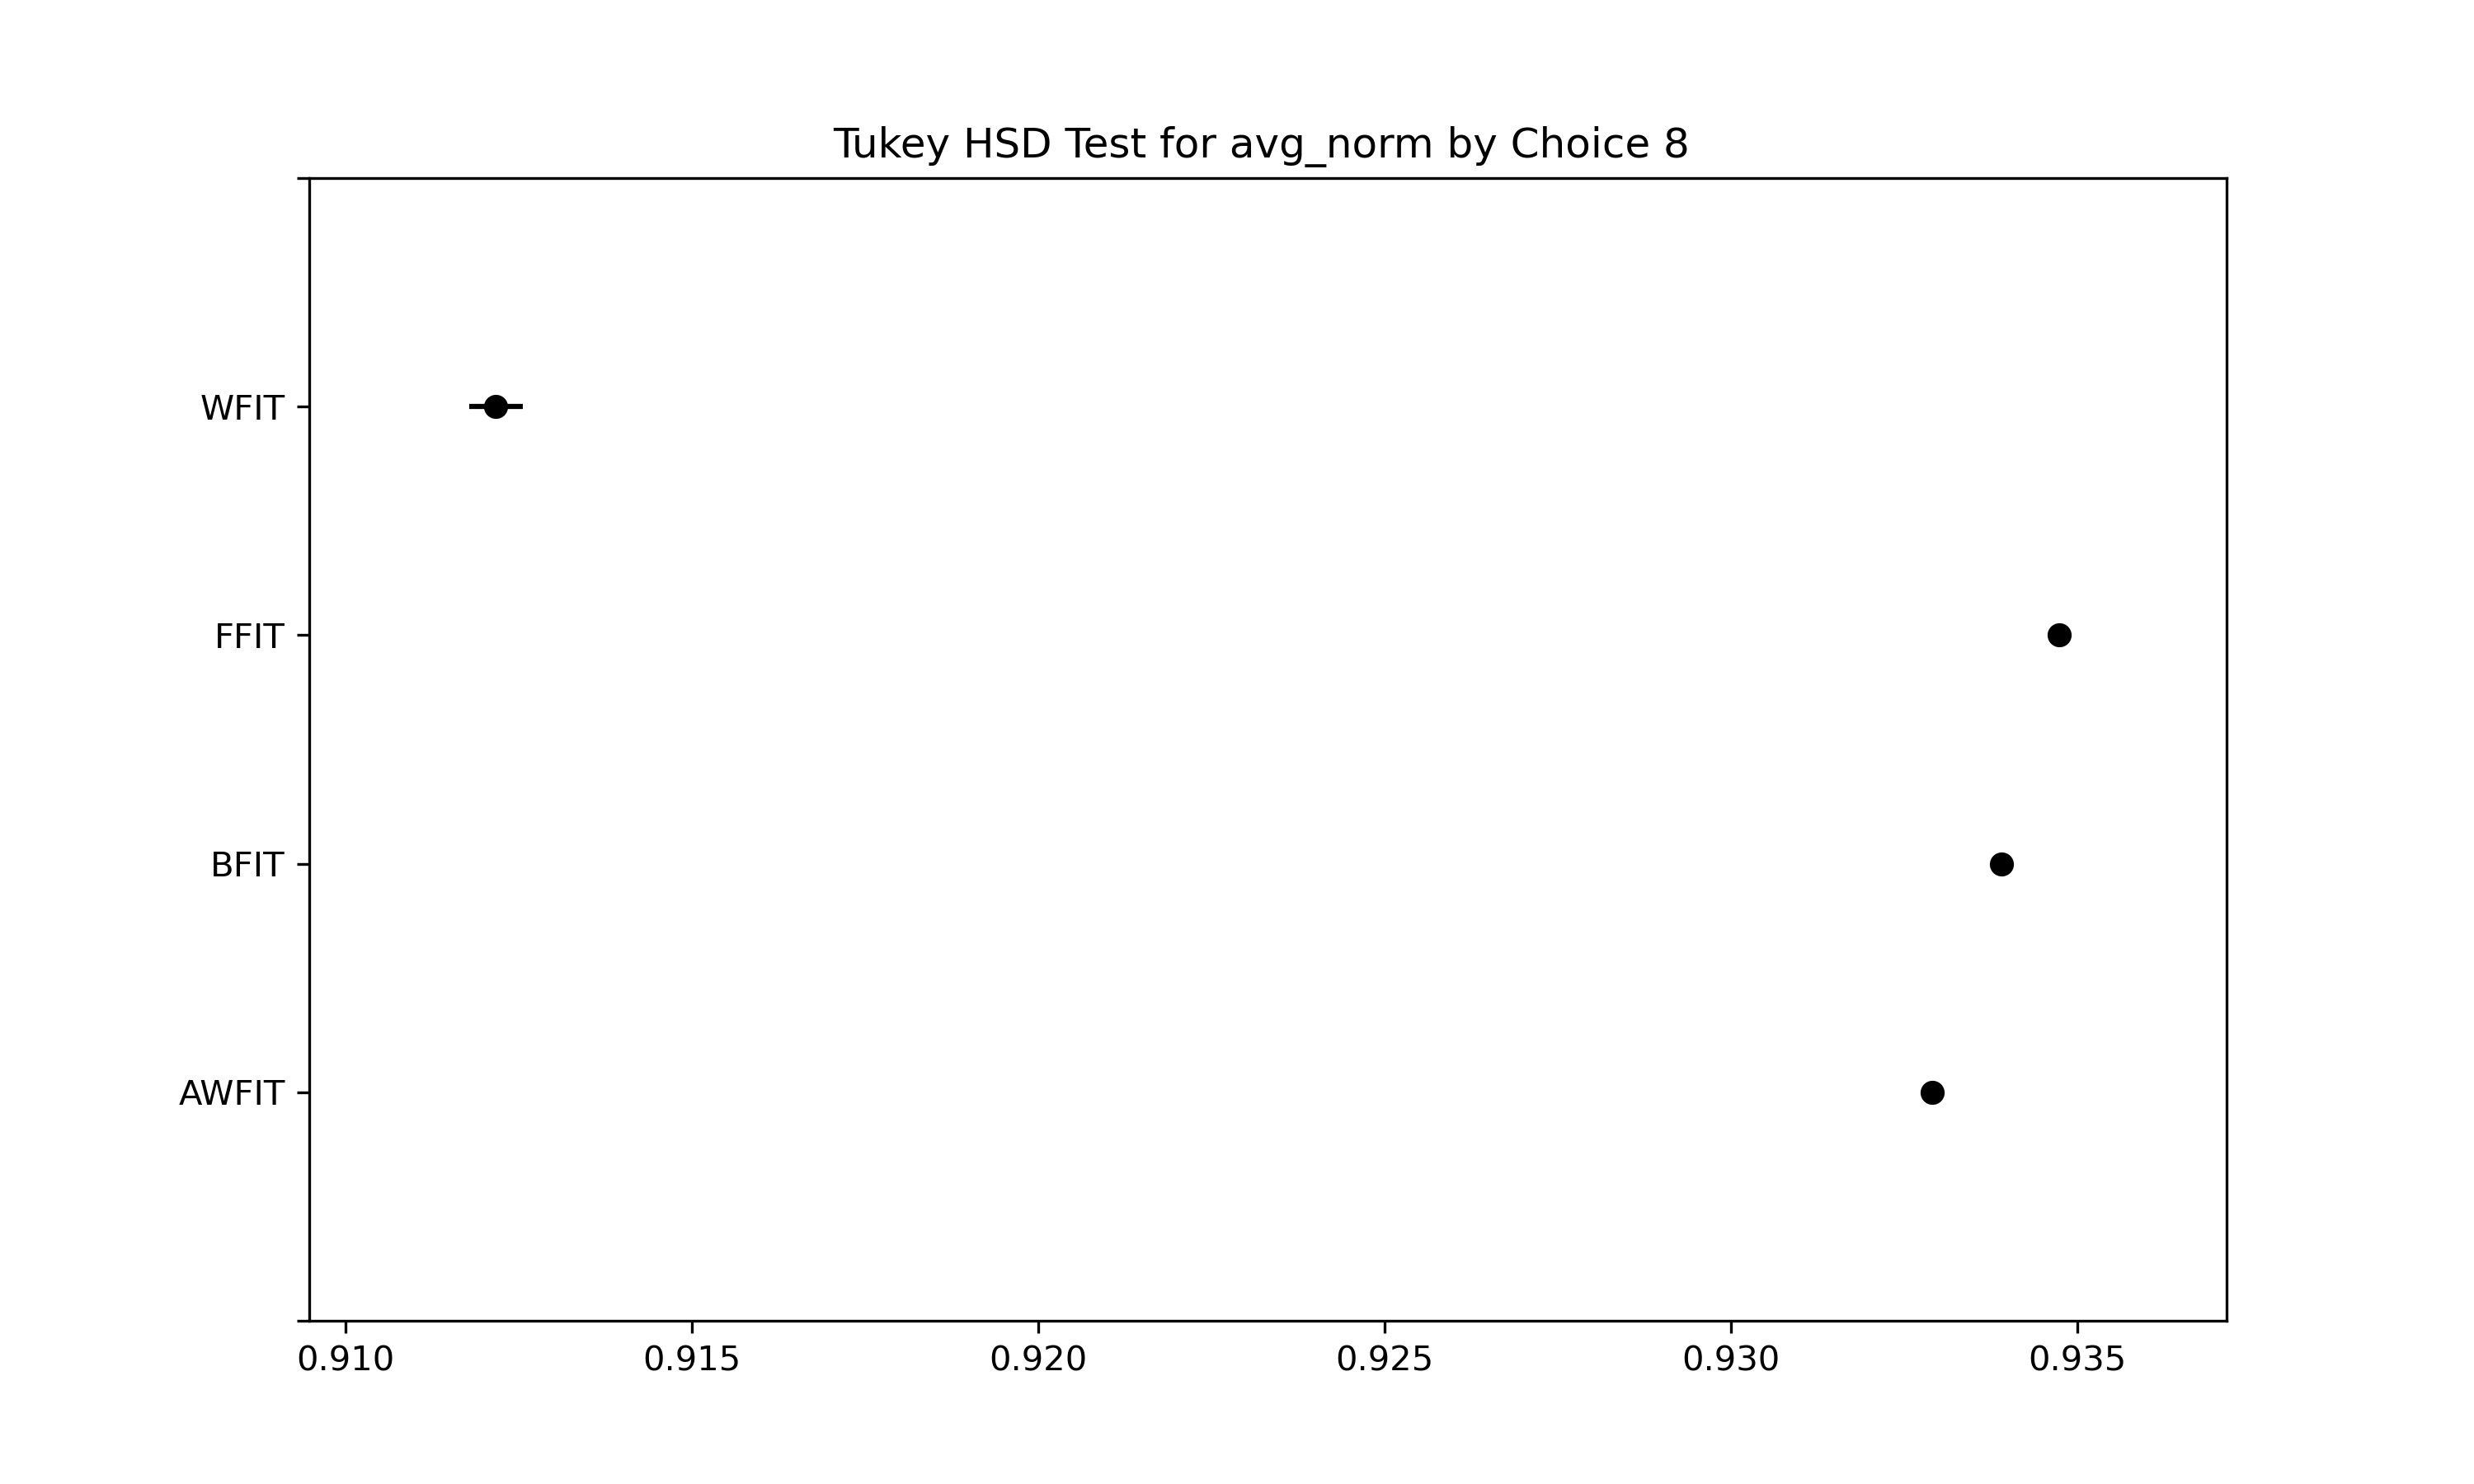 Tukey HSD Test for avg_norm by Choice 8
WFIT
FFIT
BFIT
AWFIT
0.910 0.915 0.920 0.925 0.930 0.935